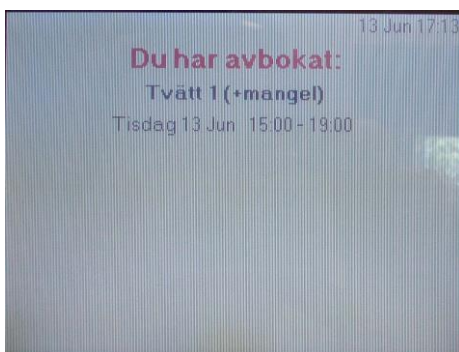 13 Jun 17:13
Du har avbokat:
Tvätt 1 (+mangel)
Tisdag 13 Jun 15:00 - 19:00